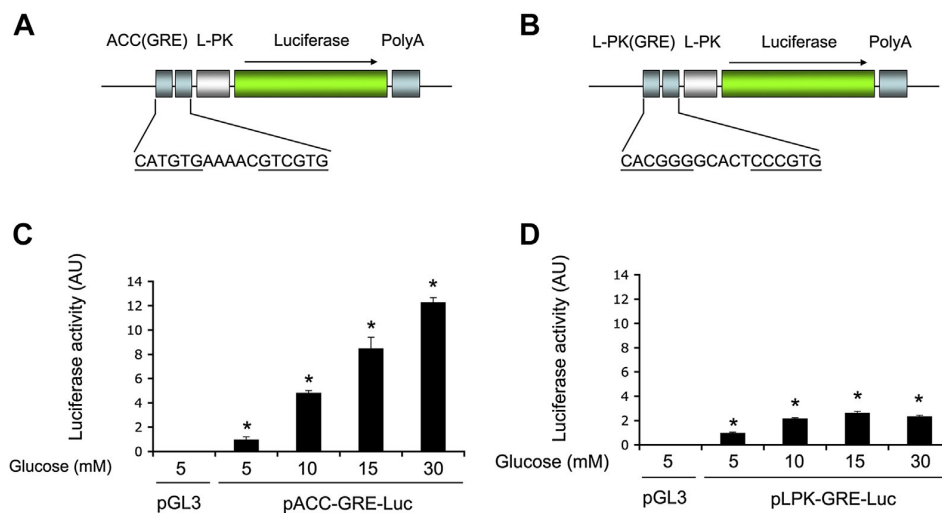 A
ACC(GRE) L-PK Luciferase PolyA
CATGTGAAAACGTCGTG
B
L-PK(GRE) L-PK Luciferase PolyA
CACGGGGCACTCCCGTG
C
Luciferase activity (AU)
14
12
10
8
6
4
2
0
* * * *
Glucose (mM) 5 5 10 15 30
pGL3 pACC-GRE-Luc
D
Luciferase activity (AU)
14
12
10
8
6
4
2
0
* * * *
Glucose (mM) 5 5 10 15 30
pGL3 pLPK-GRE-Luc